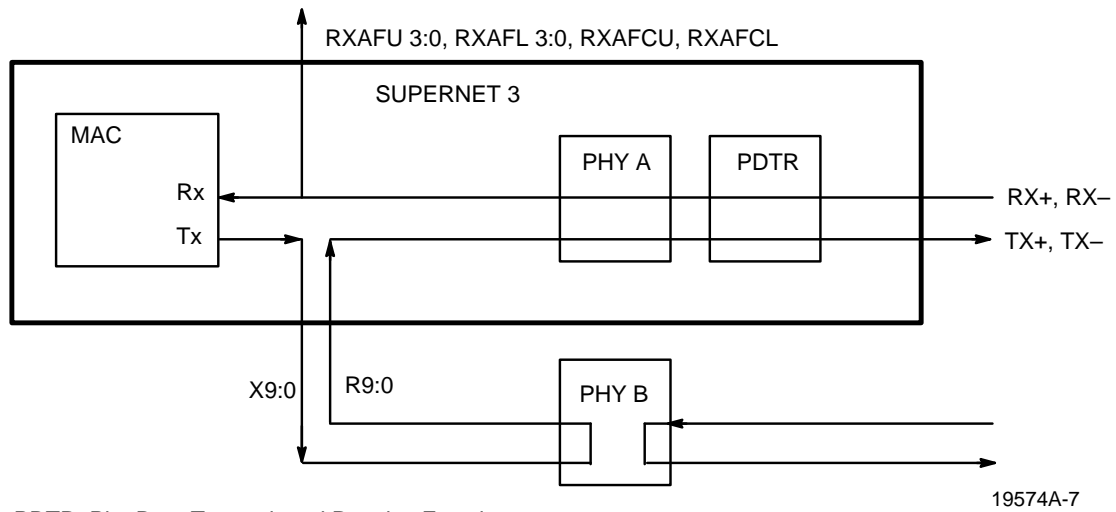 RXAFU 3:0, RXAFL 3:0, RXAFCU, RXAFCL
SUPERNET 3
MAC
PHY A
PDTR
Rx
RX+, RX–
Tx
TX+, TX–
X9:0
R9:0
PHY B
19574A-7